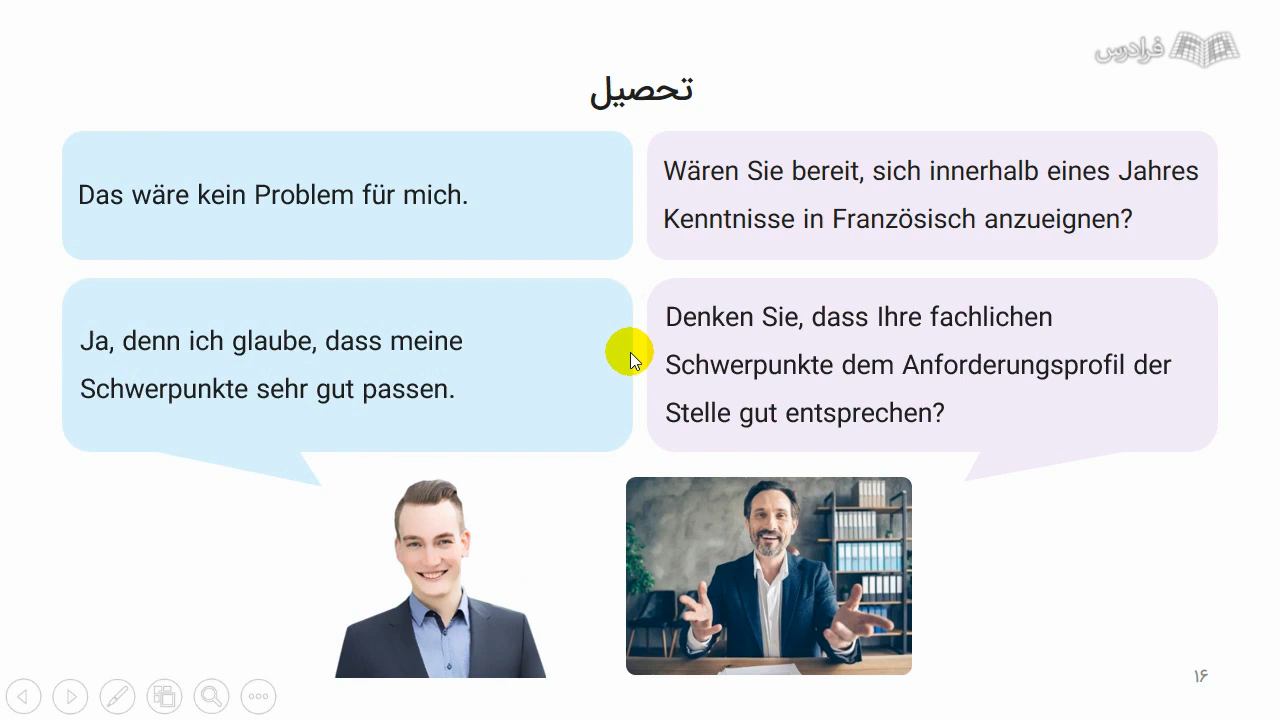 فرادرس
تحصیل
Wären Sie bereit, sich innerhalb eines Jahres
Kenntnisse in Französisch anzueignen?
Das wäre kein Problem für mich.
Denken Sie, dass Ihre fachlichen
Schwerpunkte dem Anforderungsprofil der
Stelle gut entsprechen?
Ja, denn ich glaube, dass meine
Schwerpunkte sehr gut passen.
۱۶